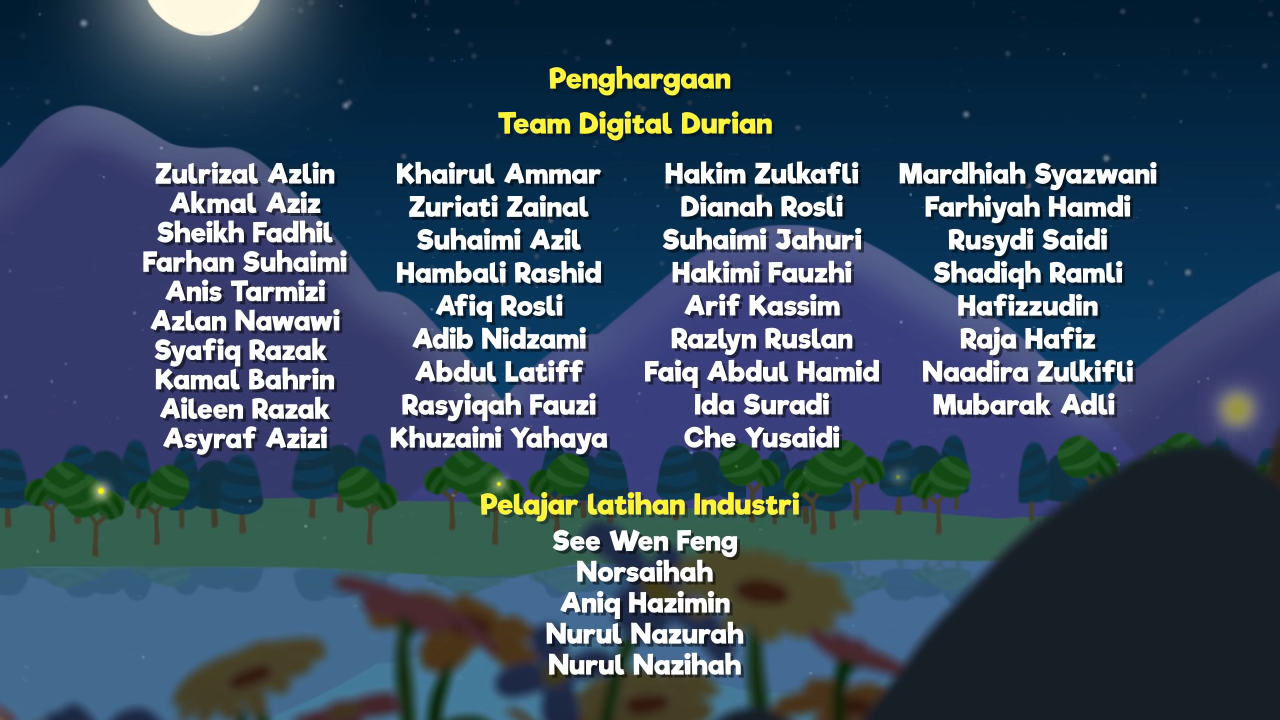 Penghargaan
Team Digital Durian
Zulrizal Azlin
Akmal Aziz
Sheikh Fadhil
Farhan Suhaimi
Anis Tarmizi
Azlan Nawawi
Syafiq Razak
Kamal Bahrin
Aileen Razak
Asyraf Azizi
Khairul Ammar
Zuriati Zainal
Suhaimi Azil
Hambali Rashid
Afiq Rosli
Adib Nidzami
Abdul Latiff
Rasyiqah Fauzi
Khuzaini Yahaya
Hakim Zulkafli
Dianah Rosli
Suhaimi Jahuri
Hakimi Fauzhi
Arif Kassim
Razlyn Ruslan
Faiq Abdul Hamid
Ida Suradi
Che Yusaidi
Mardhiah Syazwani
Farhiyah Hamdi
Rusydi Saidi
Shadiqh Ramli
Hafizzudin
Raja Hafiz
Naadira Zulkifli
Mubarak Adli
Pelajar latihan Industri
See Wen Feng
Norsaihah
Aniq Hazimin
Nurul Nazurah
Nurul Nazihah